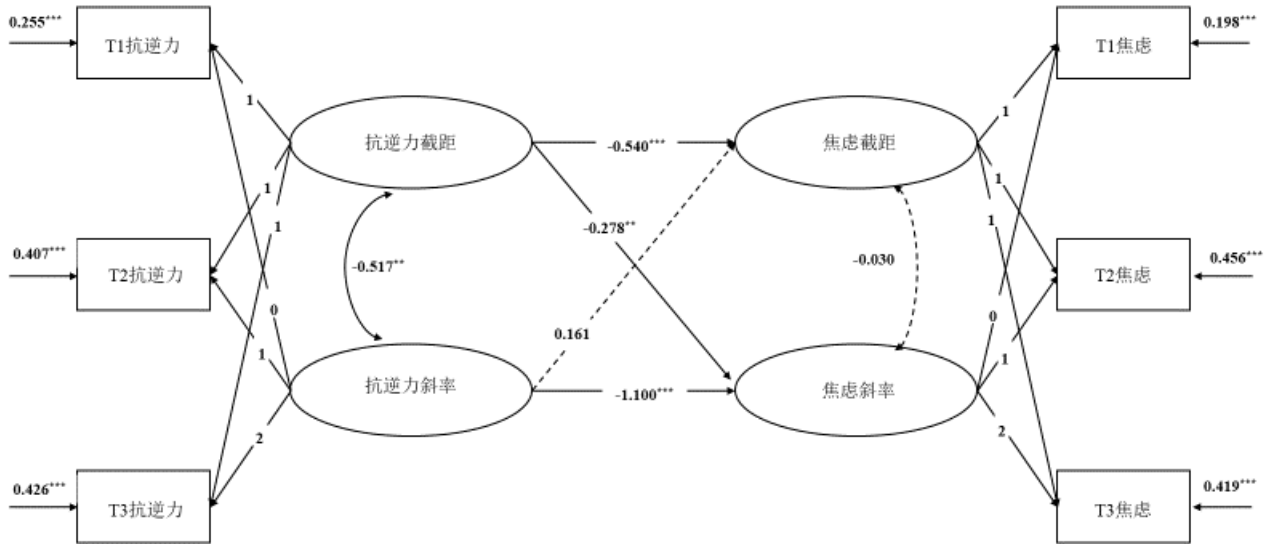 0.255***
T1抗逆力
T1焦虑
0.198***
1
1
抗逆力截距
-0.540***
焦虑截距
1
1
1
-0.278**
1
0.407***
T2抗逆力
-0.517**
-0.030
T2焦虑
0.456***
0
0.161
0
1
1
抗逆力斜率
-1.100***
焦虑斜率
2
2
0.426***
T3抗逆力
T3焦虑
0.419***